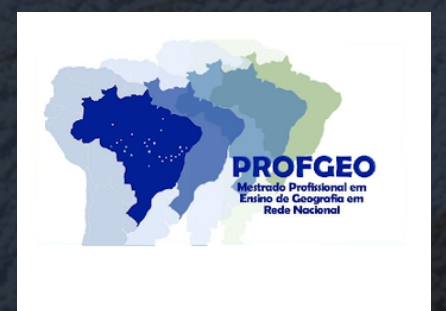 PROFGEO
Mestrado Profissional em
Ensino de Geografia em
Rede Nacional